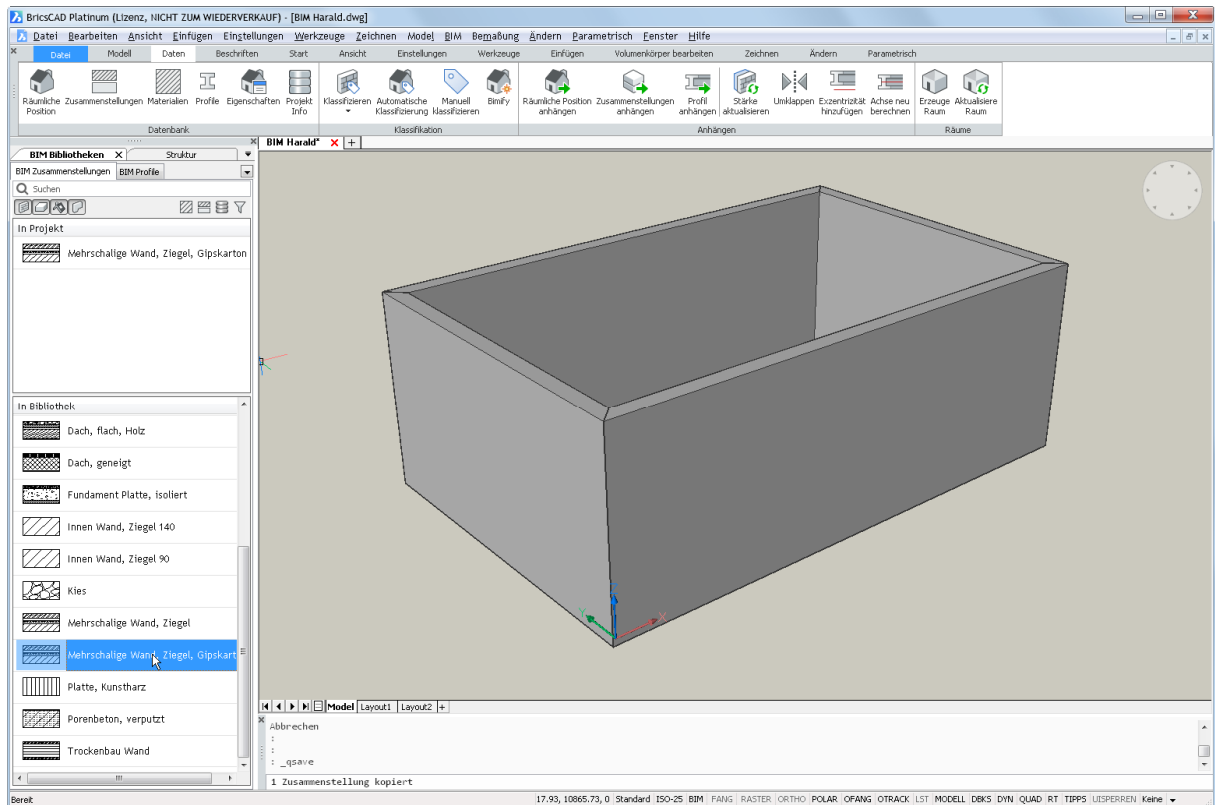 BricsCAD Platinum (Lizenz, NICHT ZUM WIEDERVERKAUF) - [BIM Harald.dwg]
Datei Bearbeiten Ansicht Einfügen Eingstellungen Werkzeuge Zeichnen Model BIM Bemaßung Ändern Parametrisch Fenster Hilfe
Datei Modell Daten Beschriften Start Ansicht Einstellungen Werkzeuge Einfügen Volumenkörper bearbeiten Zeichnen Ändern Parametrisch
Räumliche Position Zusammenstellungen Materialien Profile Eigenschaften Projekt Info Klassifizieren Automatische Klassifizierung Manuell klassifizieren Bimify Räumliche Position anhängen Zusammenstellungen anhängen Profil anhängen Stärke aktualisieren Umklappen Exzentrizität hinzufügen Achse neu berechnen Erzeuge Raum Aktualisiere Raum
Datenbank Klassifikation Anhängen Räume
BIM Bibliotheken X Struktur
BIM Harald* X +
BIM Zusammenstellungen BIM Profile
Suchen
In Projekt
Mehrschalige Wand, Ziegel, Gipskarton
In Bibliothek
Dach, flach, Holz
Dach, geneigt
Fundament Platte, isoliert
Innen Wand, Ziegel 140
Innen Wand, Ziegel 90
Kies
Mehrschalige Wand, Ziegel
Mehrschalige Wand, Ziegel, Gipskart
Platte, Kunstharz
Porenbeton, verputzt
Trockenbau Wand
Y Z X
Model Layout1 Layout2 +
Abbrechen
:
:
: _qsave
1 Zusammenstellung kopiert
Bereit
17.93, 10865.73, 0 Standard ISO-25 BIM FANG RASTER ORTHO POLAR OFANG OTRACK LST MODELL DBKS DYN QUAD RT TIPPS UISPERREN Keine